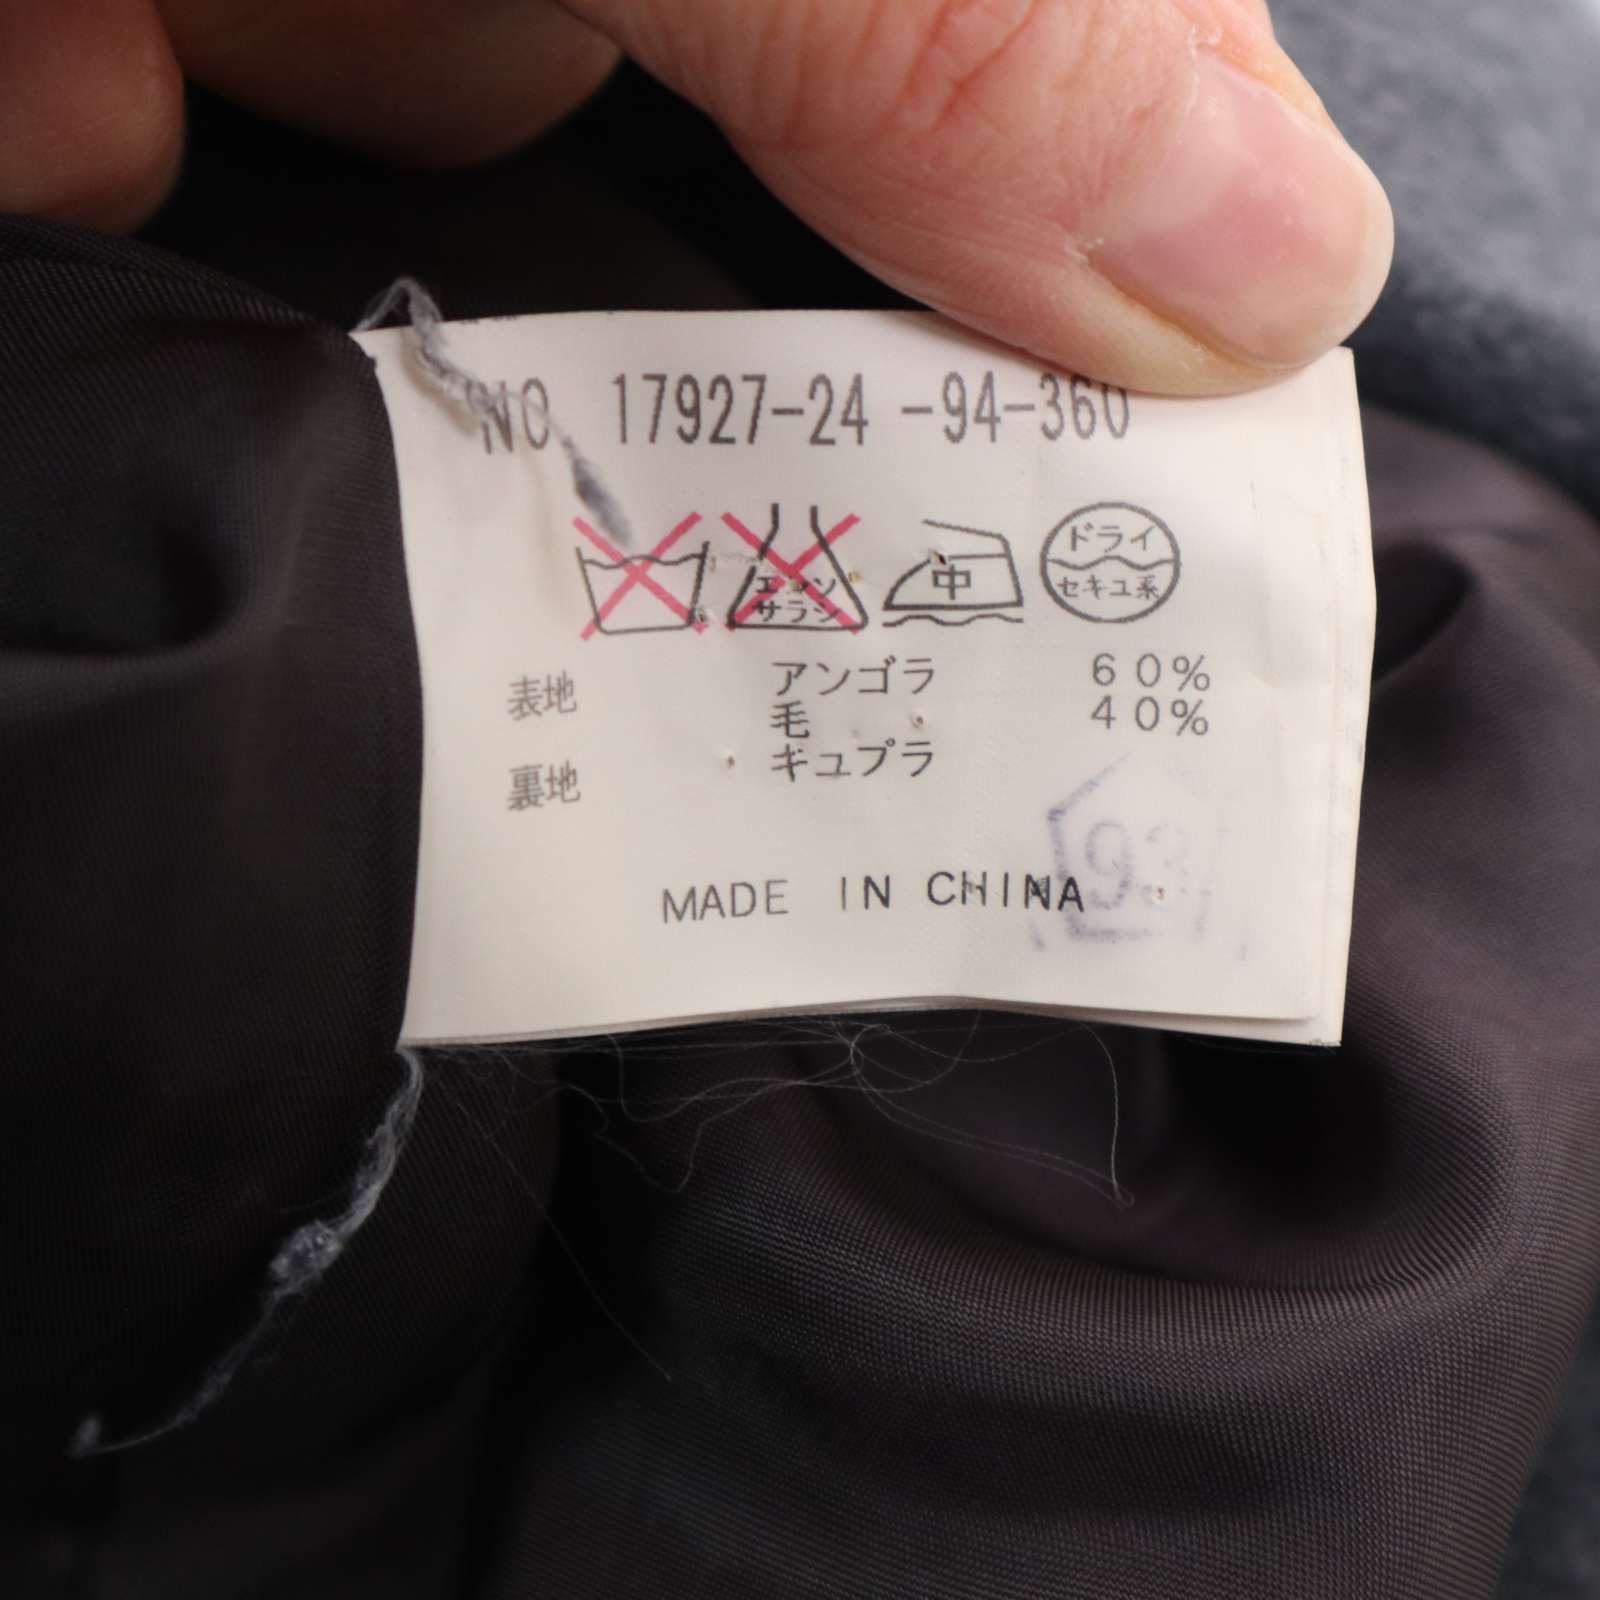 NO 17927-24 -94-360
エンソ
サラシ
中
ドライ
セキユ系
表地 アンゴラ 60%
毛 40%
裏地 キュプラ
93
MADE IN CHINA